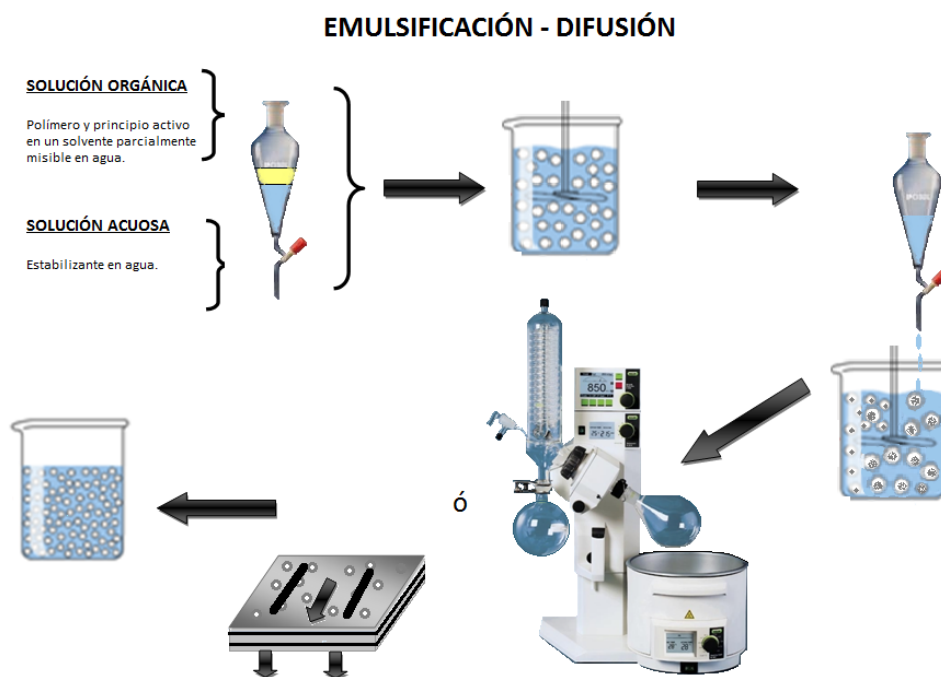 EMULSIFICACIÓN - DIFUSIÓN
SOLUCIÓN ORGÁNICA
Polímero y principio activo
en un solvente parcialmente
misible en agua.
SOLUCIÓN ACUOSA
Estabilizante en agua.
850
ó